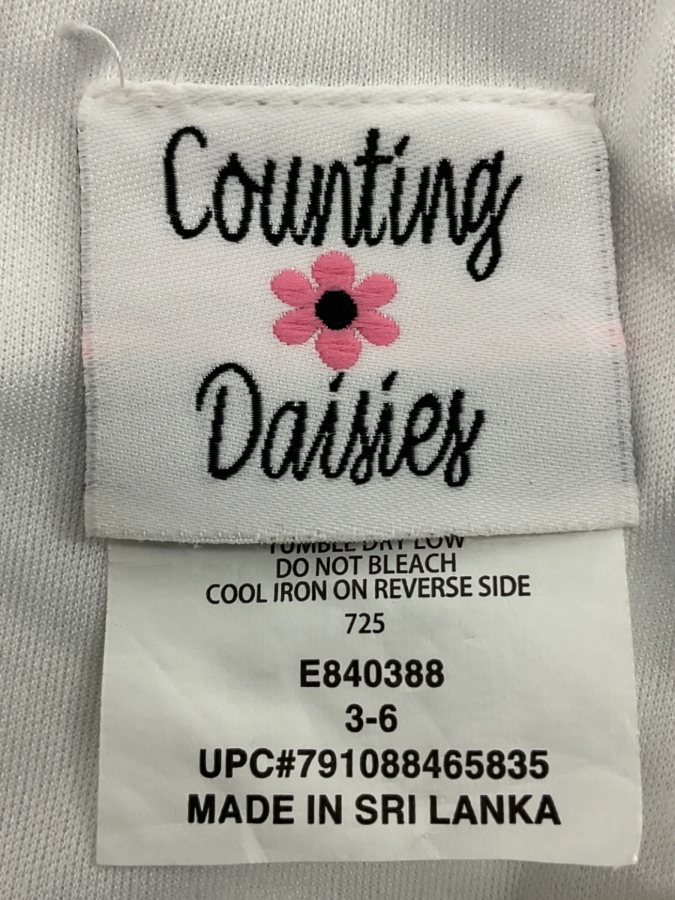 Counting
Daisies
TUMBLE DRY LOW
DO NOT BLEACH
COOL IRON ON REVERSE SIDE
725
E840388
3-6
UPC#791088465835
MADE IN SRI LANKA